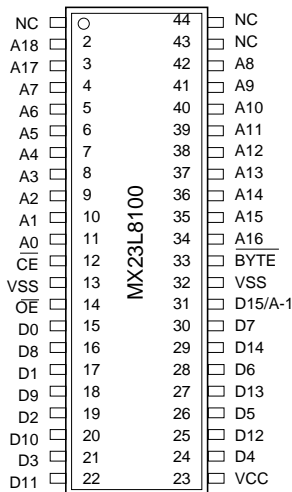 NC 44 NC
A18 2 43 NC
A17 3 42 A8
A7 4 41 A9
A6 5 40 A10
A5 6 39 A11
A4 7 38 A12
A3 8 37 A13
A2 9 36 A14
A1 10 35 A15
A0 11 34 A16
CE 12 33 BYTE
VSS 13 32 VSS
OE 14 31 D15/A-1
D0 15 30 D7
D8 16 29 D14
D1 17 28 D6
D9 18 27 D13
D2 19 26 D5
D10 20 25 D12
D3 21 24 D4
D11 22 23 VCC
MX23L8100